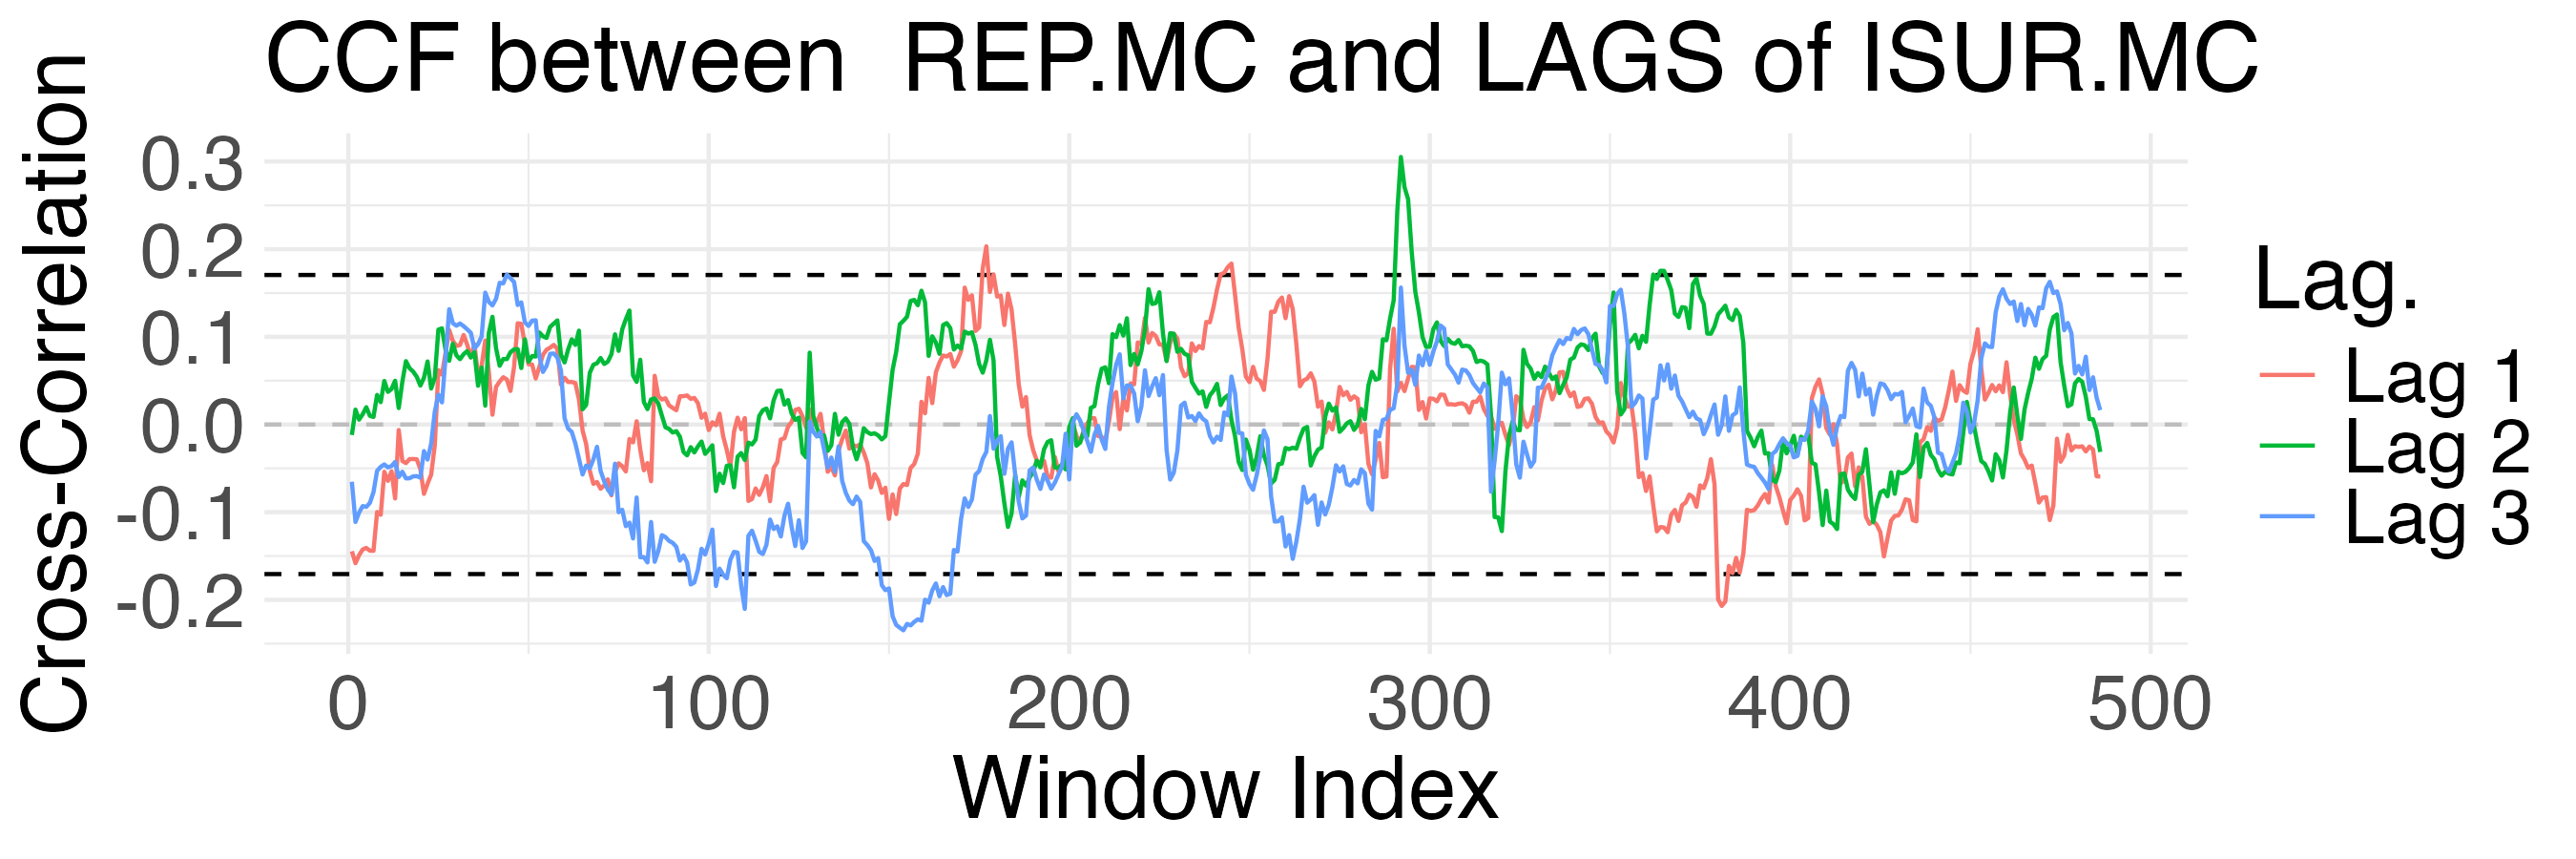 CCF between  REP.MC and LAGS of ISUR.MC
Cross-Correlation
0.3
0.2
0.1
0.0
-0.1
-0.2
0 100 200 300 400 500
Window Index
Lag.
Lag 1
Lag 2
Lag 3